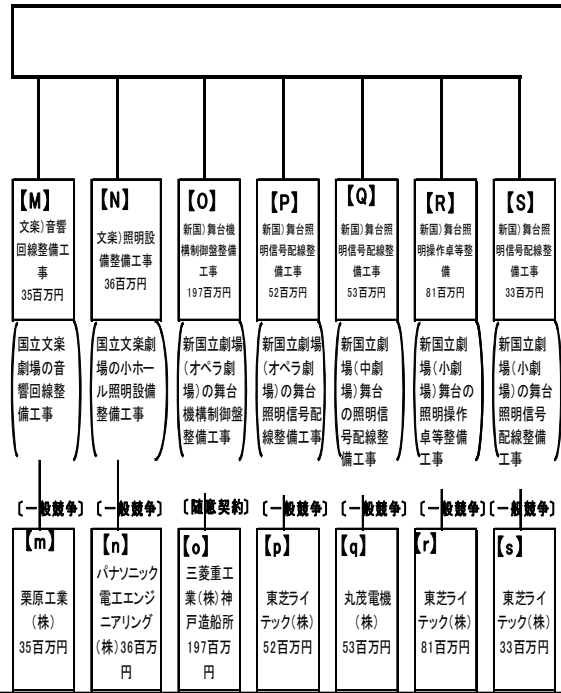 【M】
文楽)音響
回線整備工
事
35百万円
【N】
文楽)照明設
備整備工事
36百万円
【O】
新国)舞台機
構制御盤整備
工事
197百万円
【P】
新国)舞台照
明信号配線整
備工事
52百万円
【Q】
新国)舞台照
明信号配線整
備工事
53百万円
【R】
新国)舞台照
明操作卓等整
備
81百万円
【S】
新国)舞台照
明信号配線整
備工事
33百万円
国立文楽
劇場の音
響回線整
備工事
国立文楽劇
場の小ホー
ル照明設備
整備工事
新国立劇場
(オペラ劇
場)の舞台
機構制御盤
整備工事
新国立劇場
(オペラ劇
場)の舞台
照明信号配
線整備工事
新国立劇
場(中劇
場)舞台
の照明信
号配線整
備工事
新国立劇
場(小劇
場)舞台の
照明操作
卓等整備
工事
新国立劇
場(小劇
場)の舞台
照明信号
配線整備
工事
〔一般競争〕
〔一般競争〕
〔随意契約〕
〔一般競争〕
〔一般競争〕
〔一般競争〕
〔一般競争〕
【m】
栗原工業
(株)
35百万円
【n】
パナソニック
電工エンジ
ニアリング
(株)36百万
円
【o】
三菱重工
業(株)神
戸造船所
197百万
円
【p】
東芝ライ
テック(株)
52百万円
【q】
丸茂電機
(株)
53百万円
【r】
東芝ライ
テック(株)
81百万円
【s】
東芝ライ
テック(株)
33百万円